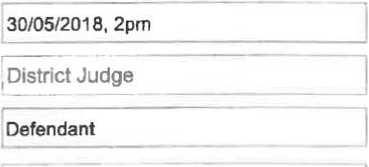 30/05/2018, 2pm
District Judge
Defendant